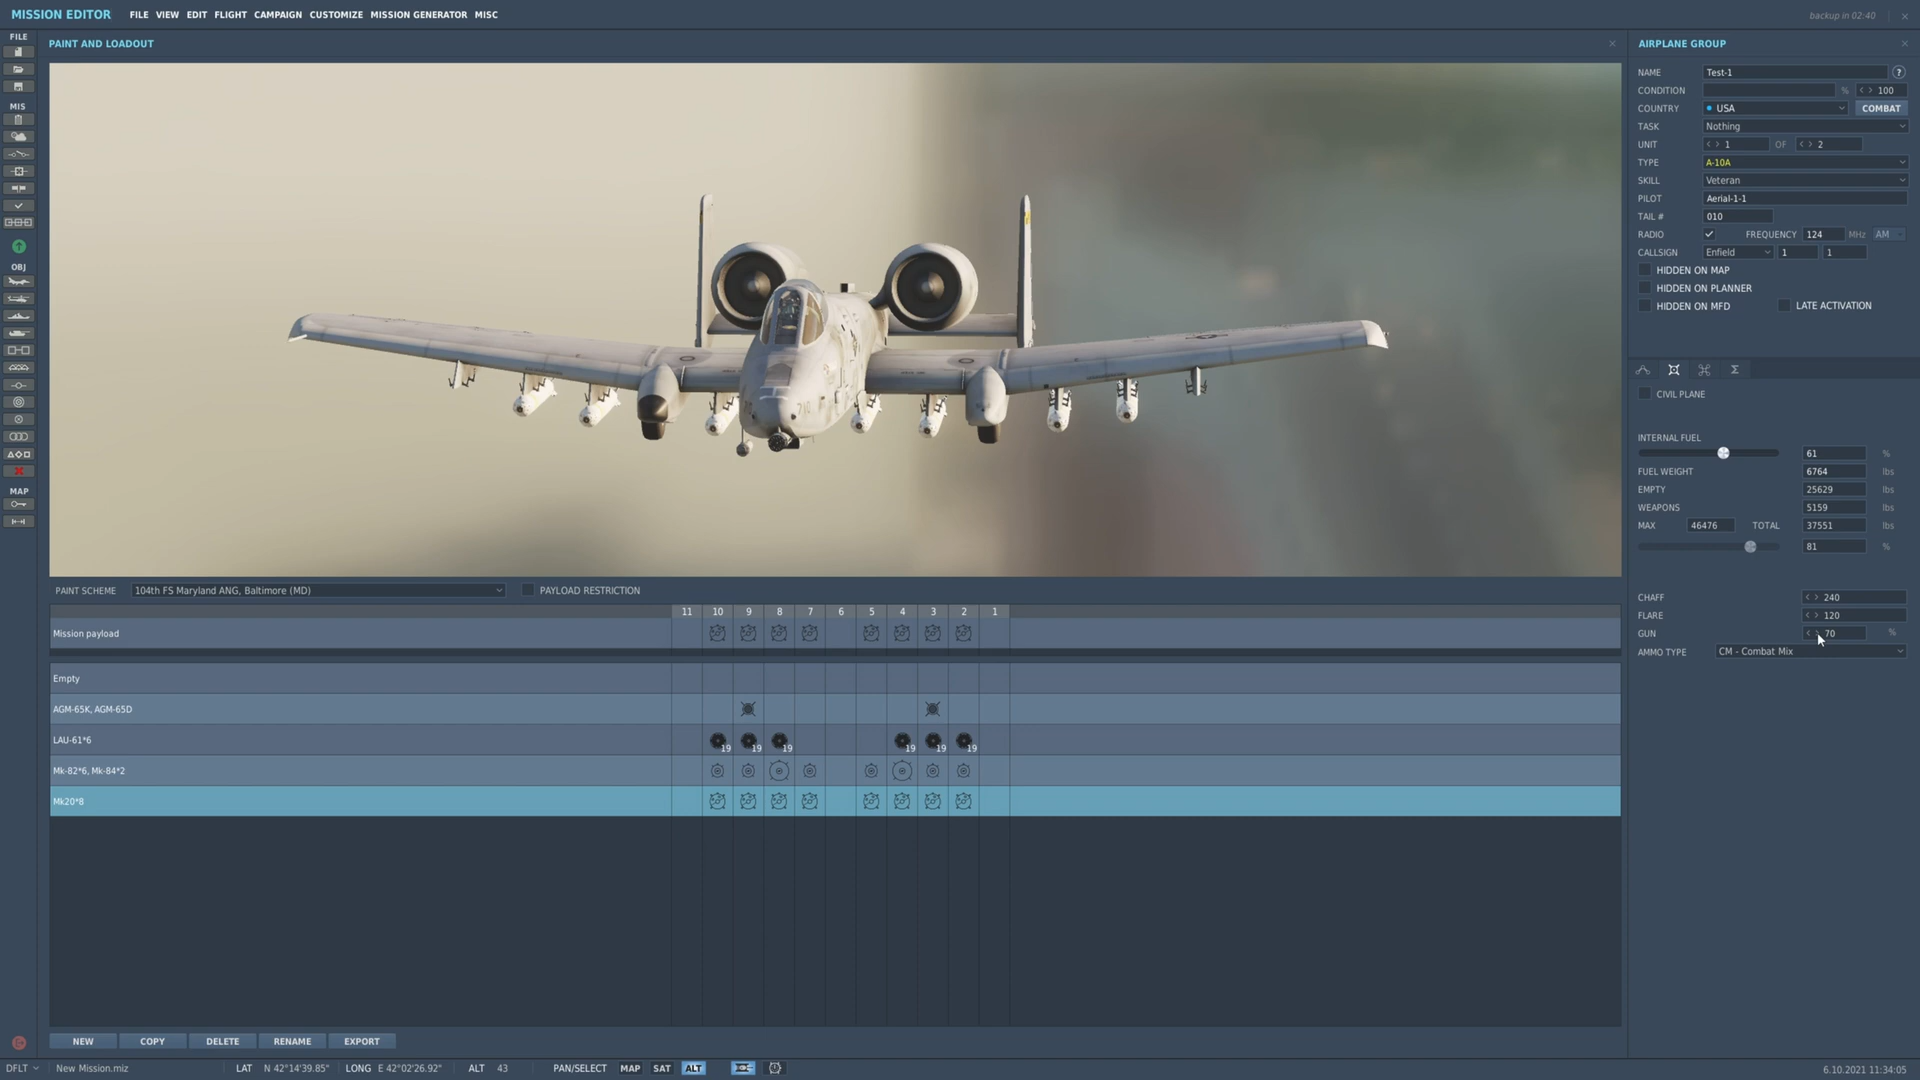 MISSION EDITOR
FILE VIEW EDIT FLIGHT CAMPAIGN CUSTOMIZE MISSION GENERATOR MISC
backup in 02:40
FILE
MIS
OBJ
MAP
PAINT AND LOADOUT
PAINT SCHEME 104th FS Maryland ANG, Baltimore (MD) PAYLOAD RESTRICTION
11 10 9 8 7 6 5 4 3 2 1
Mission payload
Empty
AGM-65K, AGM-65D
LAU-61*6 19 19 19 19 19 19
Mk-82*6, Mk-84*2
Mk20*8
NEW COPY DELETE RENAME EXPORT
AIRPLANE GROUP
NAME Test-1 ?
CONDITION % < > 100
COUNTRY USA COMBAT
TASK Nothing
UNIT < > 1 OF < > 2
TYPE A-10A
SKILL Veteran
PILOT Aerial-1-1
TAIL # 010
RADIO FREQUENCY 124 MHz AM
CALLSIGN Enfield 1 1
HIDDEN ON MAP
HIDDEN ON PLANNER
HIDDEN ON MFD LATE ACTIVATION
CIVIL PLANE
INTERNAL FUEL
61 %
FUEL WEIGHT 6764 lbs
EMPTY 25629 lbs
WEAPONS 5159 lbs
MAX 46476 TOTAL 37551 lbs
81 %
CHAFF < > 240
FLARE < > 120
GUN < > 70 %
AMMO TYPE CM - Combat Mix
DFLT New Mission.miz LAT N 42°14'39.85" LONG E 42°02'26.92" ALT 43 PAN/SELECT MAP SAT ALT 6.10.2021 11:34:05